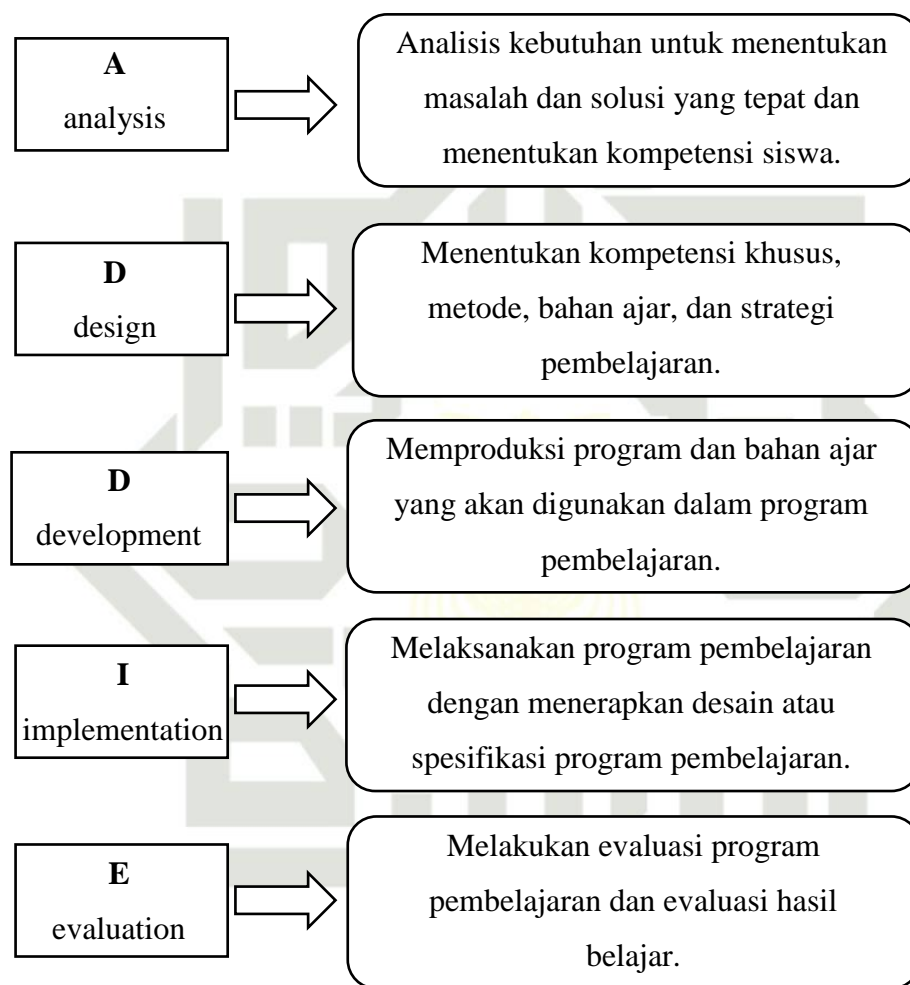 A
analysis
Analisis kebutuhan untuk menentukan
masalah dan solusi yang tepat dan
menentukan kompetensi siswa.
D
design
Menentukan kompetensi khusus,
metode, bahan ajar, dan strategi
pembelajaran.
D
development
Memproduksi program dan bahan ajar
yang akan digunakan dalam program
pembelajaran.
I
implementation
Melaksanakan program pembelajaran
dengan menerapkan desain atau
spesifikasi program pembelajaran.
E
evaluation
Melakukan evaluasi program
pembelajaran dan evaluasi hasil
belajar.